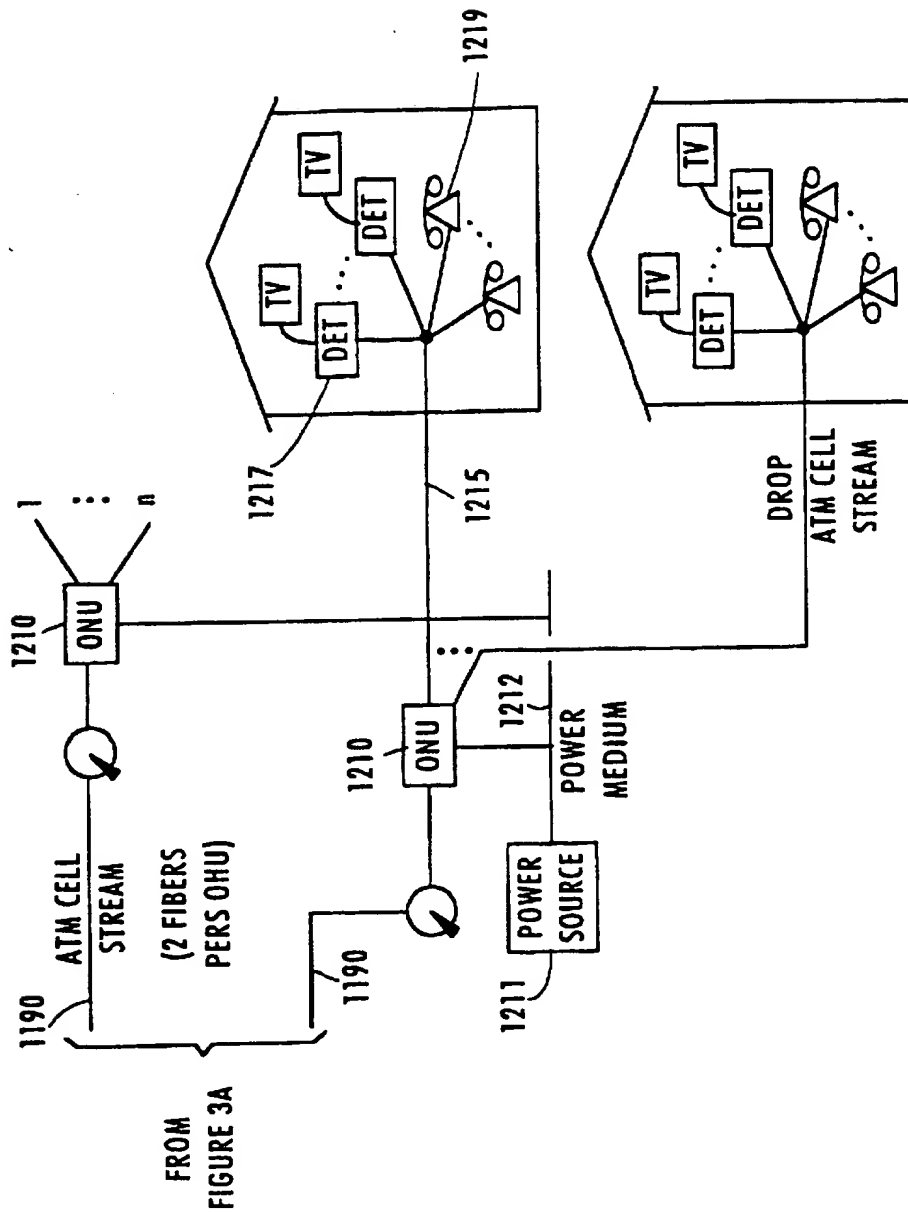 FROM
FIGURE 3A
1190
ATM CELL
STREAM
(2 FIBERS
PERS OHU)
1190
1210
ONU
1
n
1210
ONU
1211
POWER
SOURCE
1212
POWER
MEDIUM
1215
1217
DET
TV
DET
TV
1219
DROP
ATM CELL
STREAM
DET
TV
DET
TV